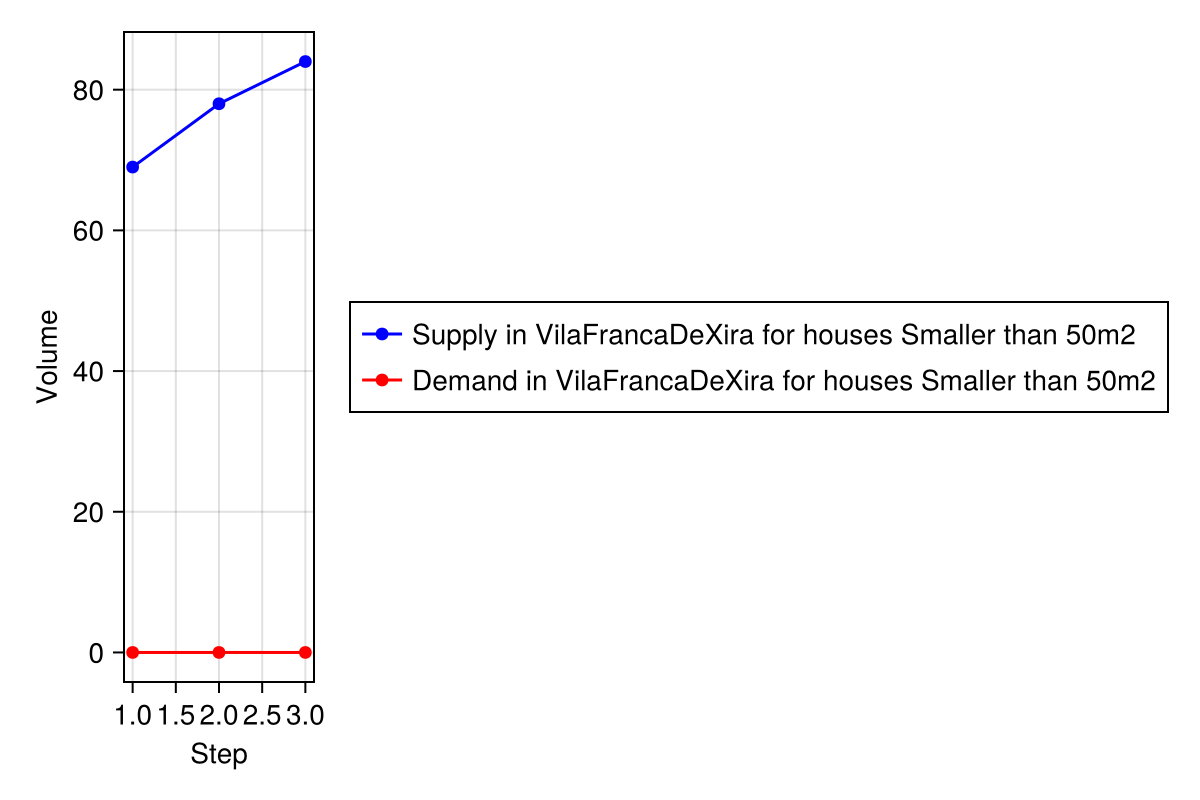 80
60
40
20
0
Volume
1.0 1.5 2.0 2.5 3.0
Step
Supply in VilaFrancaDeXira for houses Smaller than 50m2
Demand in VilaFrancaDeXira for houses Smaller than 50m2